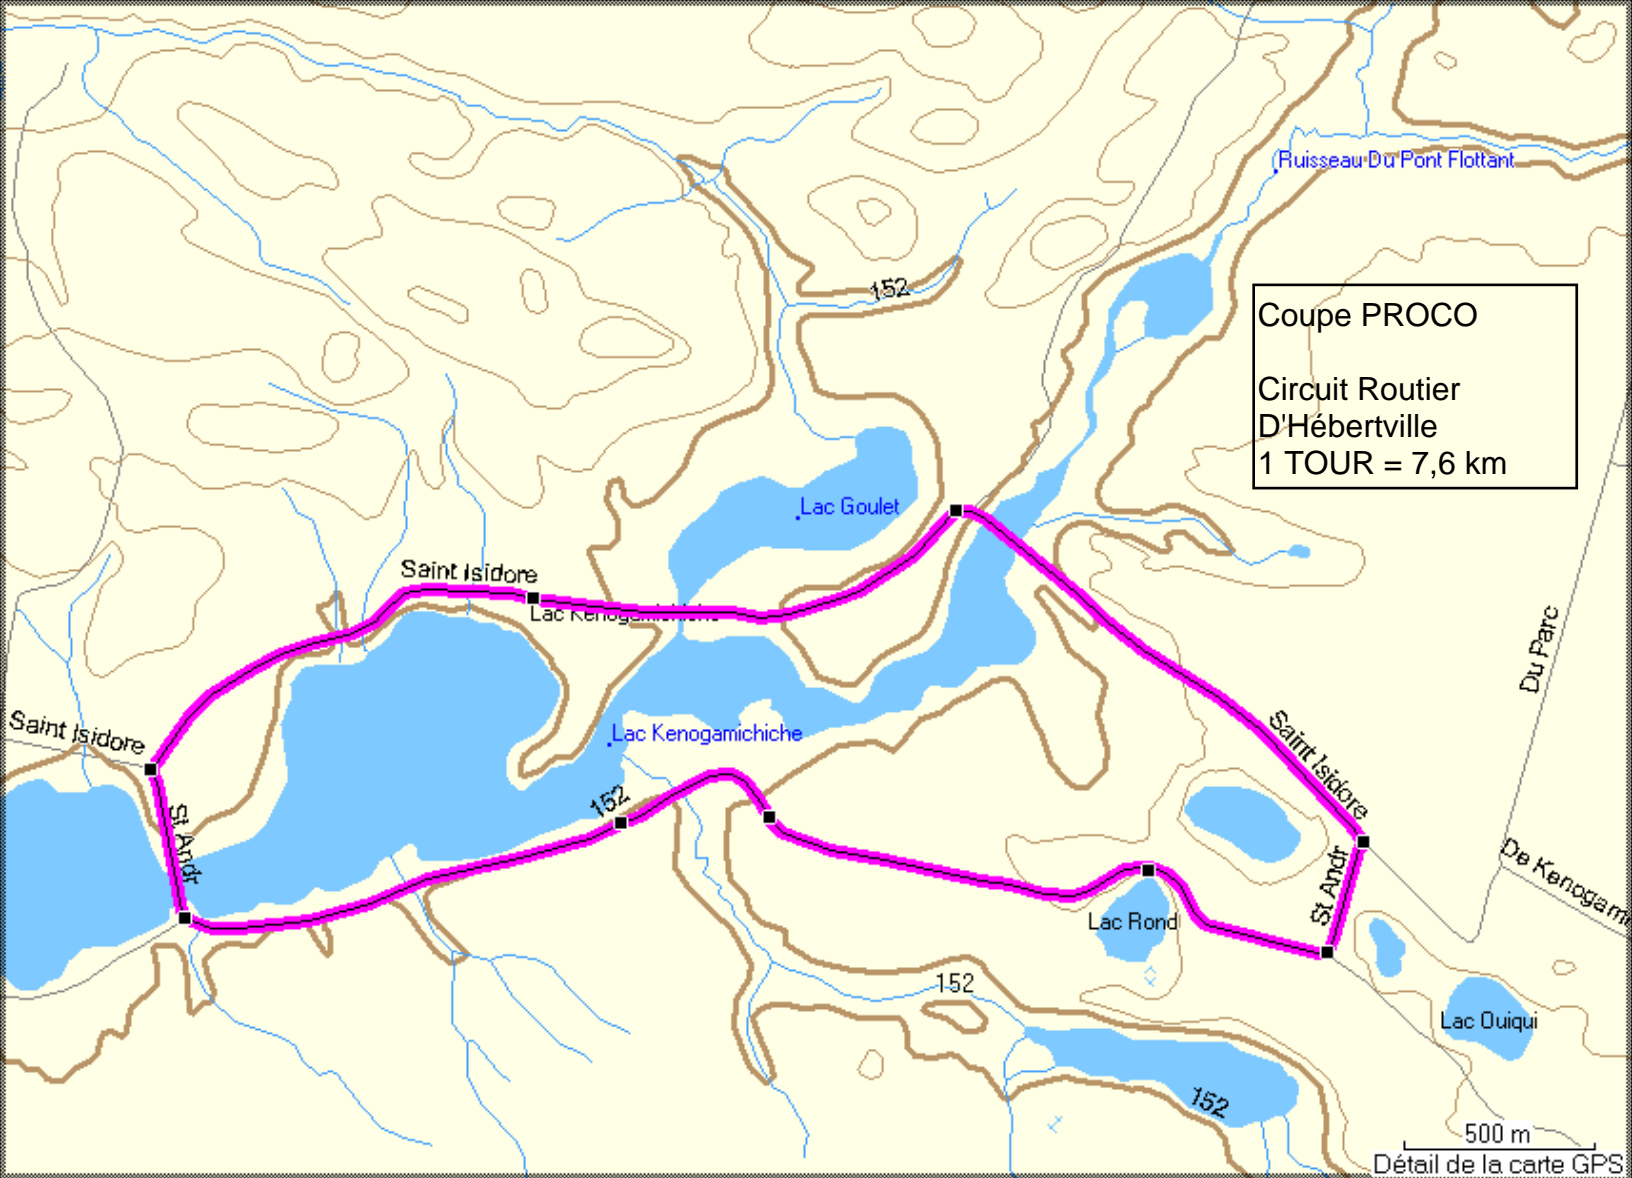 Ruisseau Du Pont Flottant
152
Coupe PROCO
Circuit Routier
D'Hébertville
1 TOUR = 7,6 km
Lac Goulet
Saint Isidore
Lac Kenogamichiche
Du Parc
Saint Isidore
Lac Kenogamichiche
Saint Isidore
152
St Andr
St Andr
De Kenogami
Lac Rond
152
Lac Ouiqui
152
500 m
Détail de la carte GPS